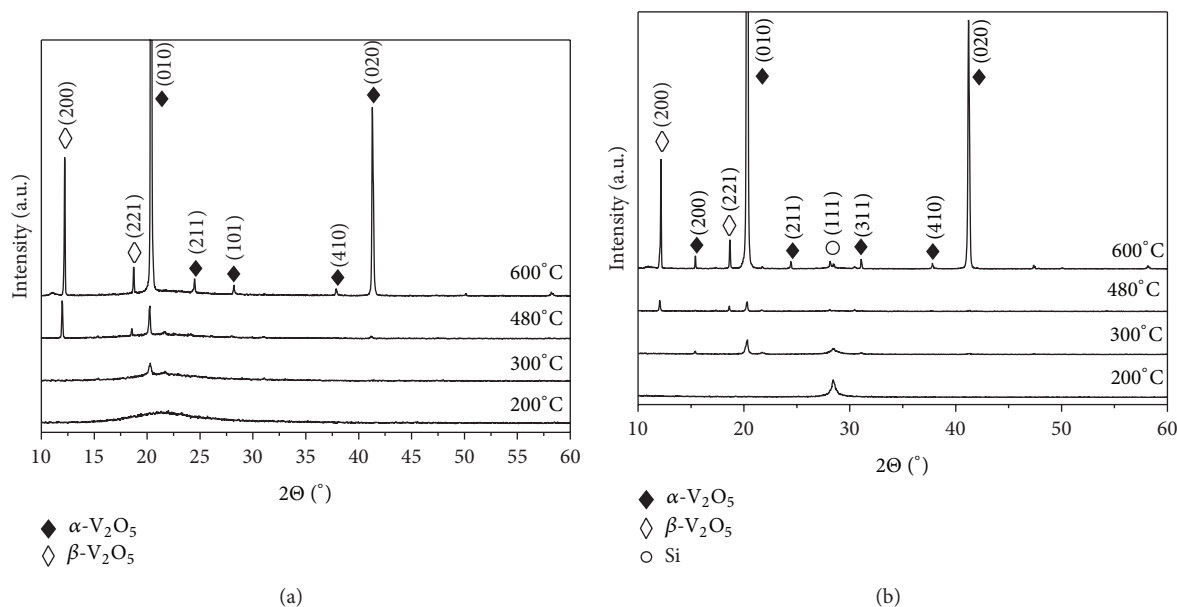 (a)
Intensity (a.u.)
(200)
(221)
(010)
(211)
(101)
(410)
(020)
600°C
480°C
300°C
200°C
10 15 20 25 30 35 40 45 50 55 60
2Θ (°)
α-V₂O₅
β-V₂O₅
(b)
Intensity (a.u.)
(200)
(200)
(221)
(010)
(211)
(111)
(311)
(410)
(020)
600°C
480°C
300°C
200°C
10 20 30 40 50 60
2Θ (°)
α-V₂O₅
β-V₂O₅
Si